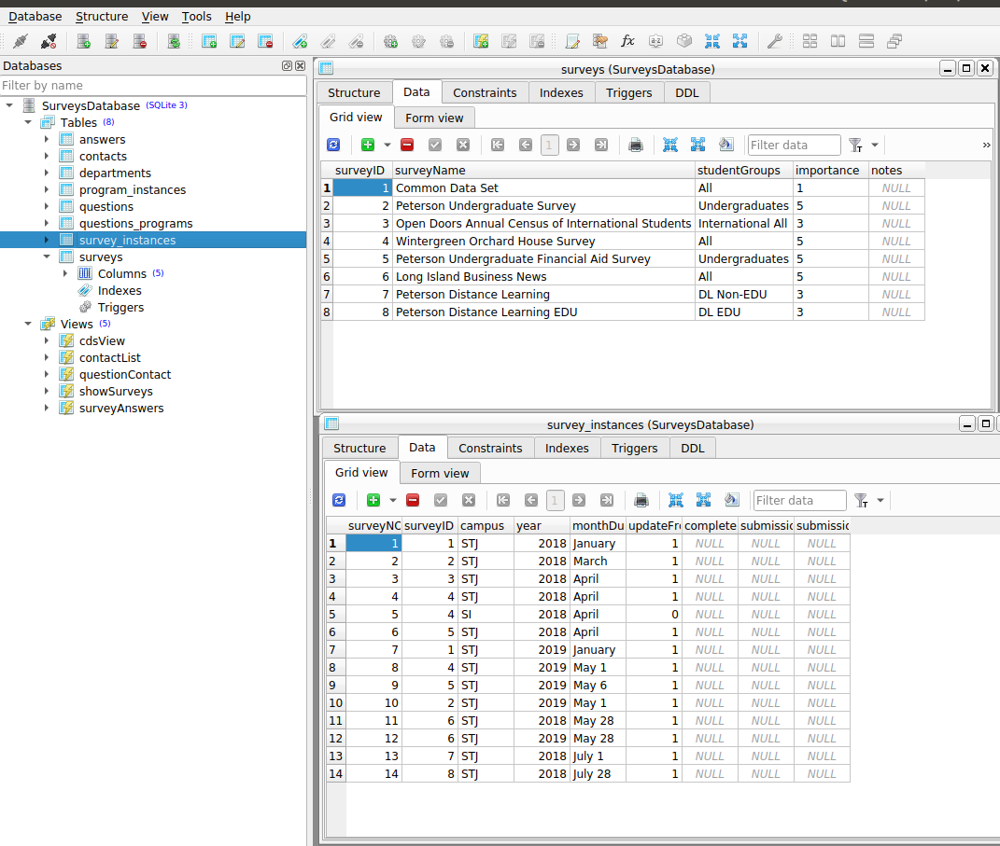 Database Structure View Tools Help
Databases
Filter by name
SurveysDatabase (SQLite 3)
Tables (8)
answers
contacts
departments
program_instances
questions
questions_programs
survey_instances
surveys
Columns (5)
Indexes
Triggers
Views (5)
cdsView
contactList
questionContact
showSurveys
surveyAnswers
surveys (SurveysDatabase)
Structure Data Constraints Indexes Triggers DDL
Grid view Form view
1 Filter data »
surveyID surveyName studentGroups importance notes
1 1 Common Data Set All 1 NULL
2 2 Peterson Undergraduate Survey Undergraduates 5 NULL
3 3 Open Doors Annual Census of International Students International All 3 NULL
4 4 Wintergreen Orchard House Survey All 5 NULL
5 5 Peterson Undergraduate Financial Aid Survey Undergraduates 5 NULL
6 6 Long Island Business News All 5 NULL
7 7 Peterson Distance Learning DL Non-EDU 3 NULL
8 8 Peterson Distance Learning EDU DL EDU 3 NULL
survey_instances (SurveysDatabase)
Structure Data Constraints Indexes Triggers DDL
Grid view Form view
1 Filter data
surveyNO surveyID campus year monthDu updateFr complete submissio submissio
1 1 1 STJ 2018 January 1 NULL NULL NULL
2 2 2 STJ 2018 March 1 NULL NULL NULL
3 3 3 STJ 2018 April 1 NULL NULL NULL
4 4 4 STJ 2018 April 1 NULL NULL NULL
5 5 4 SI 2018 April 0 NULL NULL NULL
6 6 5 STJ 2018 April 1 NULL NULL NULL
7 7 1 STJ 2019 January 1 NULL NULL NULL
8 8 4 STJ 2019 May 1 1 NULL NULL NULL
9 9 5 STJ 2019 May 6 1 NULL NULL NULL
10 10 2 STJ 2019 May 1 1 NULL NULL NULL
11 11 6 STJ 2018 May 28 1 NULL NULL NULL
12 12 6 STJ 2019 May 28 1 NULL NULL NULL
13 13 7 STJ 2018 July 1 1 NULL NULL NULL
14 14 8 STJ 2018 July 28 1 NULL NULL NULL